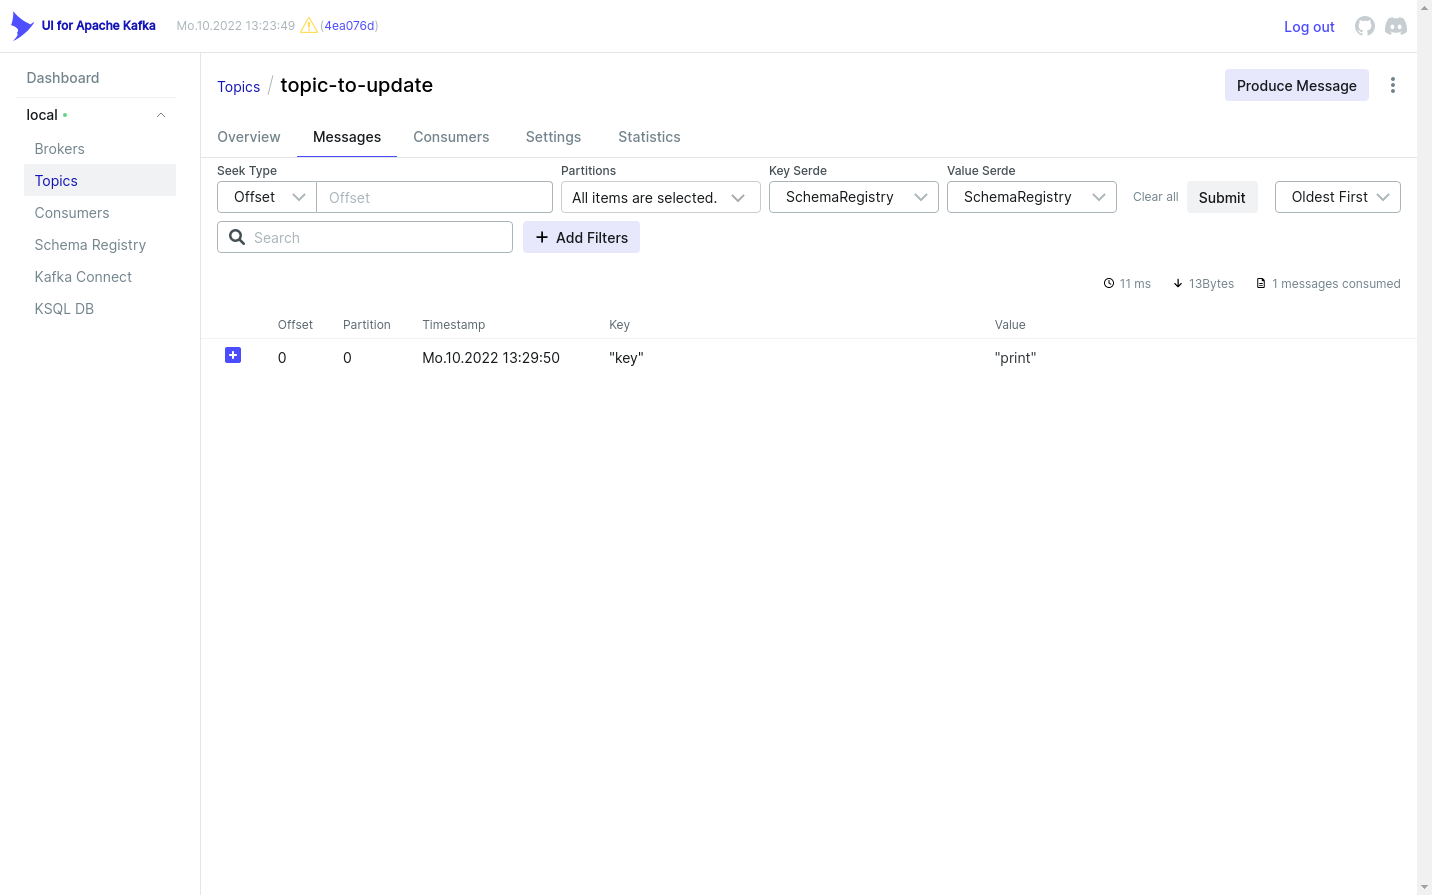 UI for Apache Kafka Mo.10.2022 13:23:49 (4ea076d) Log out
Dashboard
local
Brokers
Topics
Consumers
Schema Registry
Kafka Connect
KSQL DB
Topics / topic-to-update Produce Message
Overview Messages Consumers Settings Statistics
Seek Type Partitions Key Serde Value Serde
Offset Offset All items are selected. SchemaRegistry SchemaRegistry Clear all Submit Oldest First
Search Add Filters
11 ms 13Bytes 1 messages consumed
Offset Partition Timestamp Key Value
0 0 Mo.10.2022 13:29:50 "key" "print"